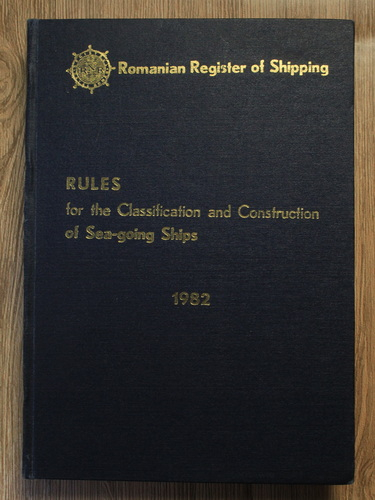 Romanian Register of Shipping
RULES
for the Classification and Construction
of Sea-going Ships
1982